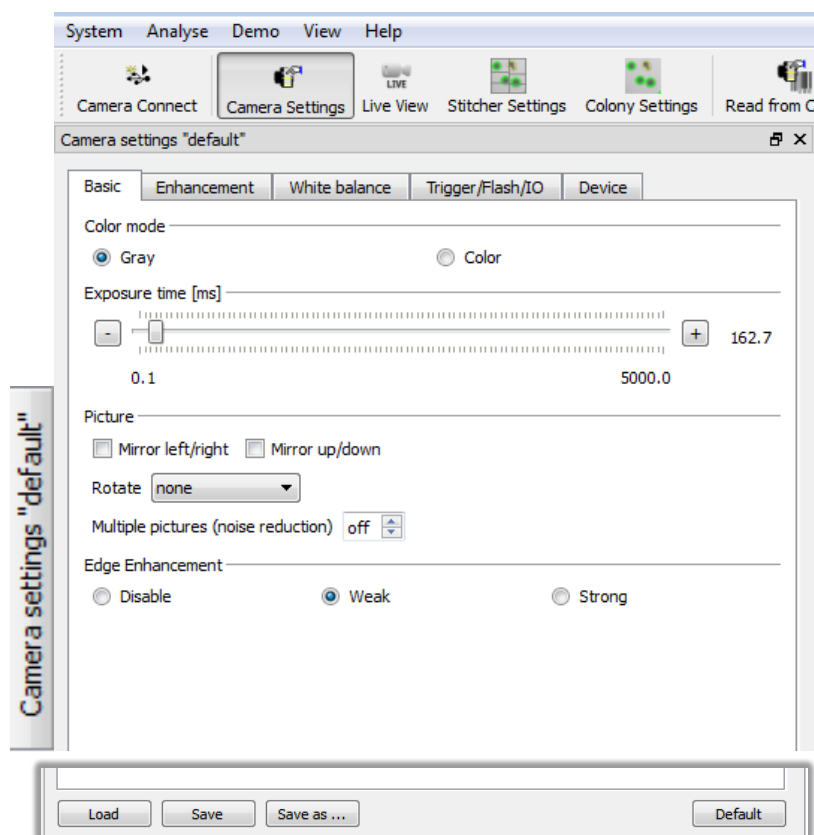 System Analyse Demo View Help
LIVE
Camera Connect Camera Settings Live View Stitcher Settings Colony Settings Read from C
Camera settings "default"
Basic Enhancement White balance Trigger/Flash/IO Device
Color mode
Gray Color
Exposure time [ms]
- + 162.7
0.1 5000.0
Picture
Mirror left/right Mirror up/down
Rotate none
Multiple pictures (noise reduction) off
Edge Enhancement
Disable Weak Strong
Camera settings "default"
Load Save Save as ... Default